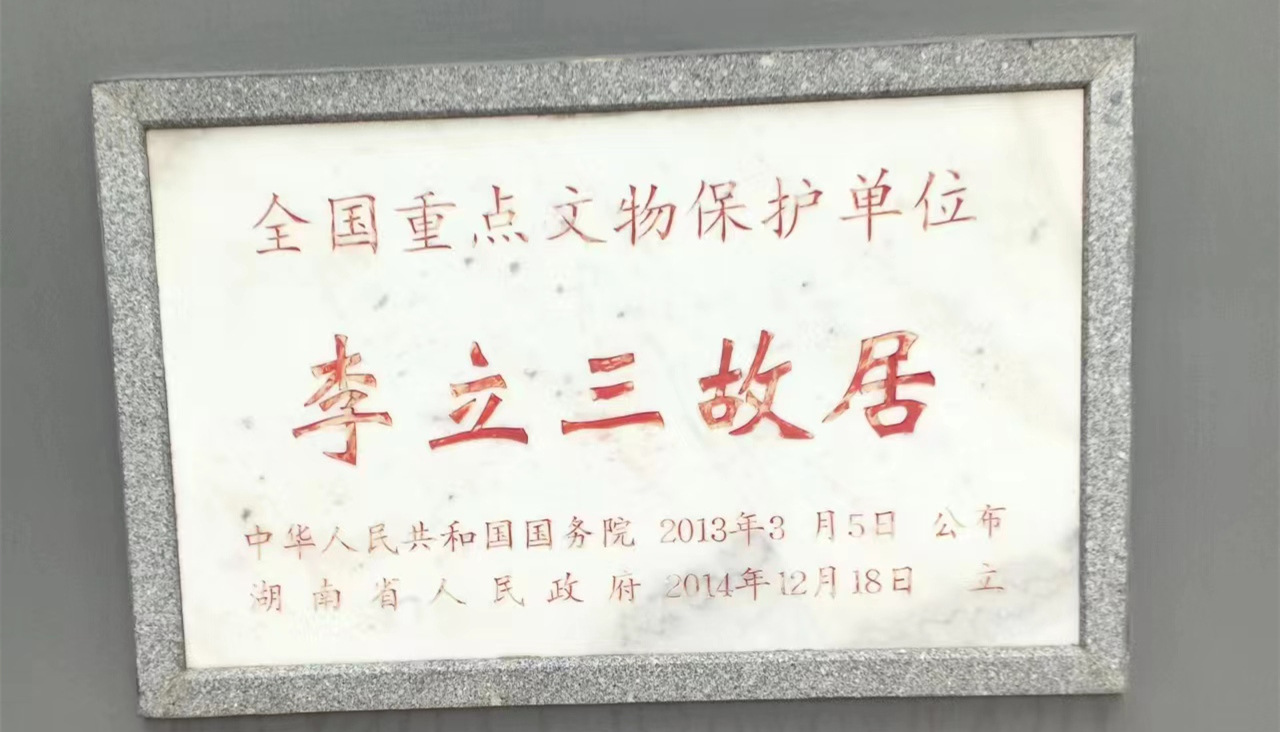 全国重点文物保护单位
李立三故居
中华人民共和国国务院 2013年3月5日 公布
湖南省人民政府 2014年12月18日 立